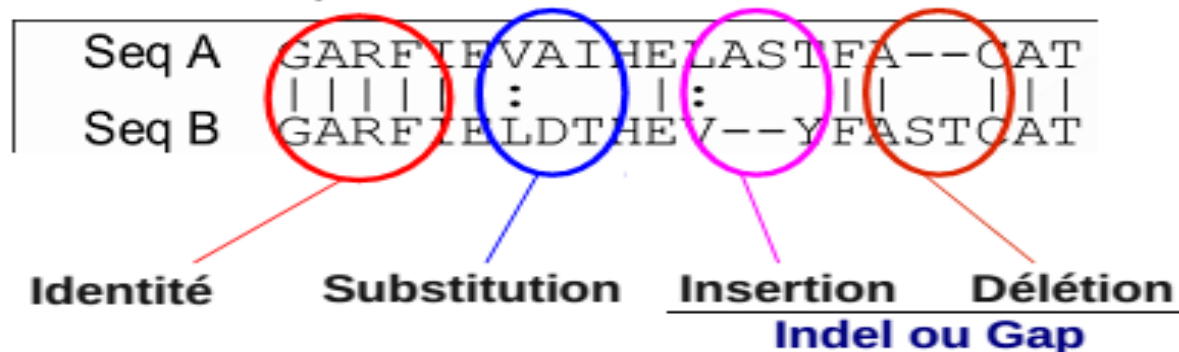 Seq A GARFIEVAIHELASTFA--CAT
||||| : |: || |||
Seq B GARFIELDTHEV--YFASTCAT
Identité Substitution Insertion Délétion
Indel ou Gap